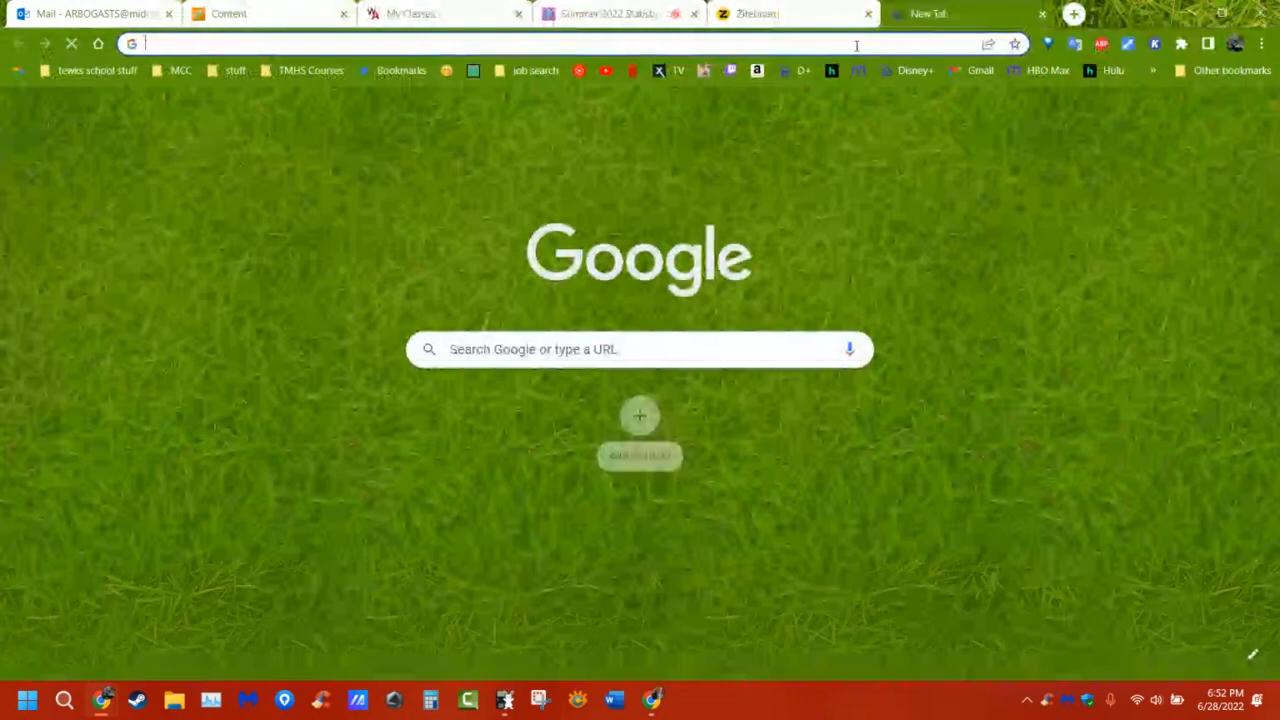 Mail - ARBOGASTS@mid Content My Classes Summer 2022 Statis Zitebnan New Tab
tewks school stuff MCC stuff TMHS Courses Bookmarks job search TV a D+ h Disney+ Gmail HBO Max h Hulu » Other bookmarks
Google
Search Google or type a URL
6:52 PM
6/28/2022